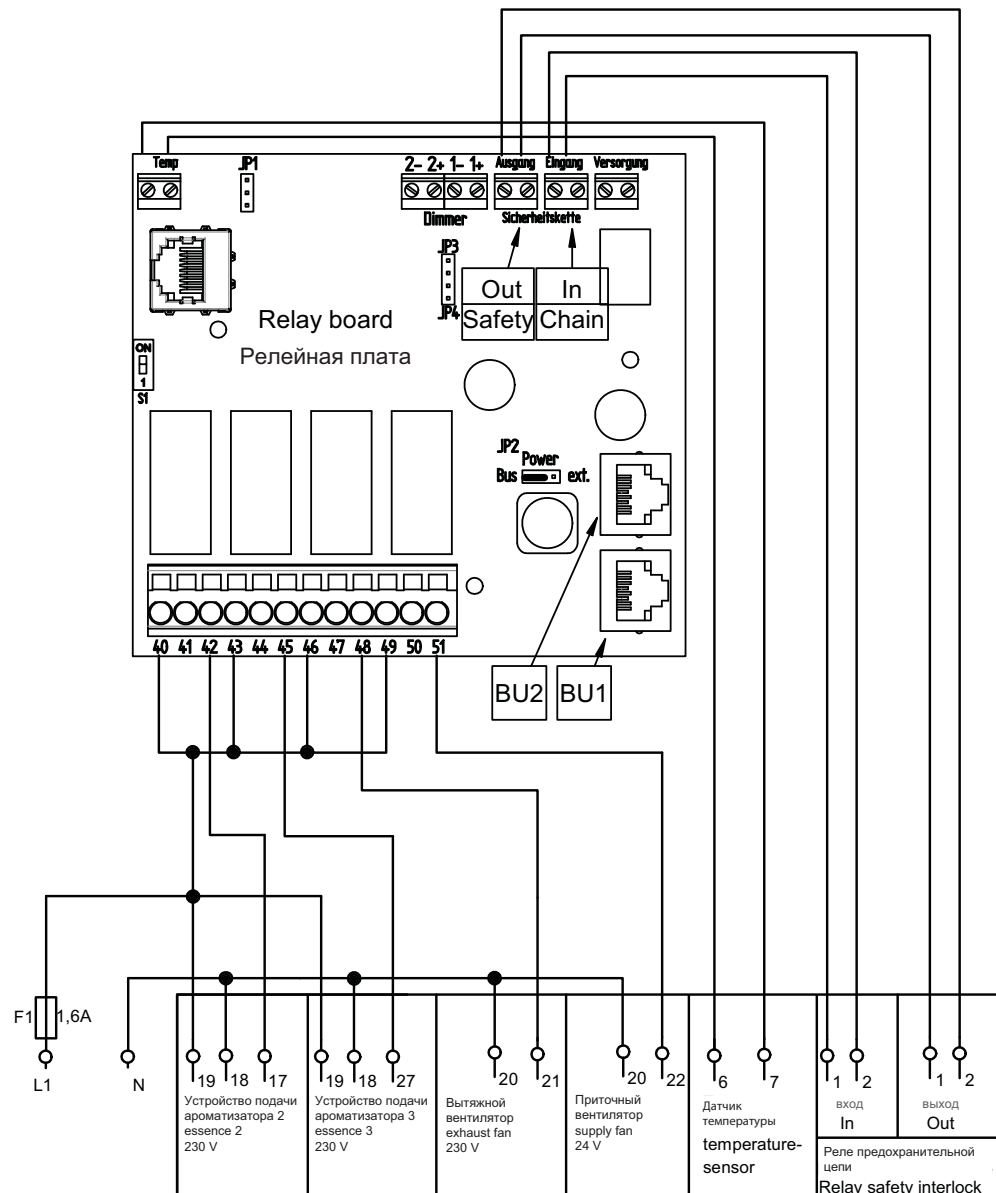 Temp
JP1
2- 2+ 1- 1+
Ausgang
Eingang
Versorgung
Dimmer
Sicherheitskette
JP3
JP4
Out
In
Safety
Chain
Relay board
Релейная плата
ON
1
S1
JP2
Power
Bus
ext.
40 41 42 43 44 45 46 47 48 49 50 51
BU2
BU1
F1
1,6A
L1
N
19 18 17 19 18 27 20 21 20 22 6 7 1 2 1 2
Устройство подачи
ароматизатора 2
essence 2
230 V
Устройство подачи
ароматизатора 3
essence 3
230 V
Вытяжной
вентилятор
exhaust fan
230 V
Приточный
вентилятор
supply fan
24 V
Датчик
температуры
temperature-
sensor
вход
In
выход
Out
Реле предохранительной
цепи
Relay safety interlock